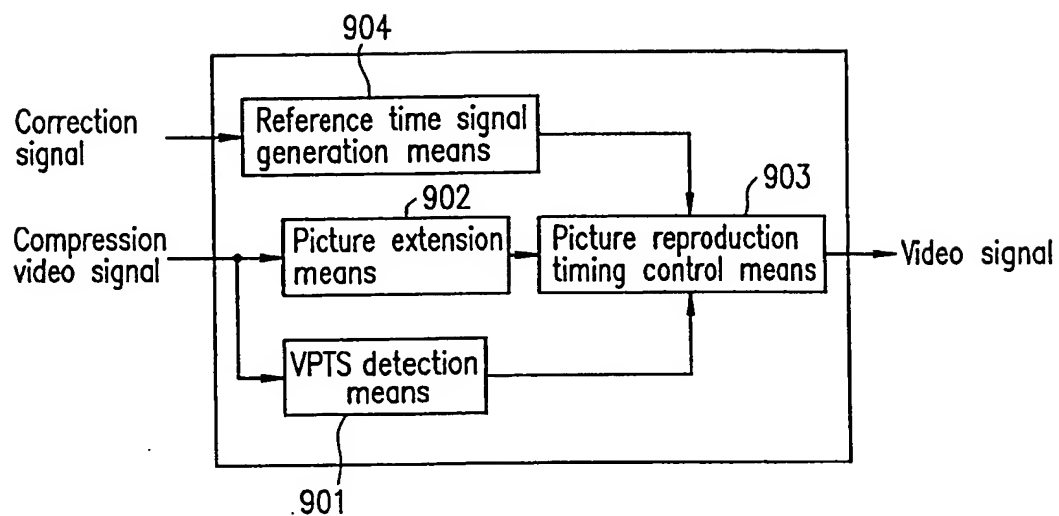 904
Correction
signal
Reference time signal
generation means
902
903
Compression
video signal
Picture extension
means
Picture reproduction
timing control means
Video signal
VPTS detection
means
901